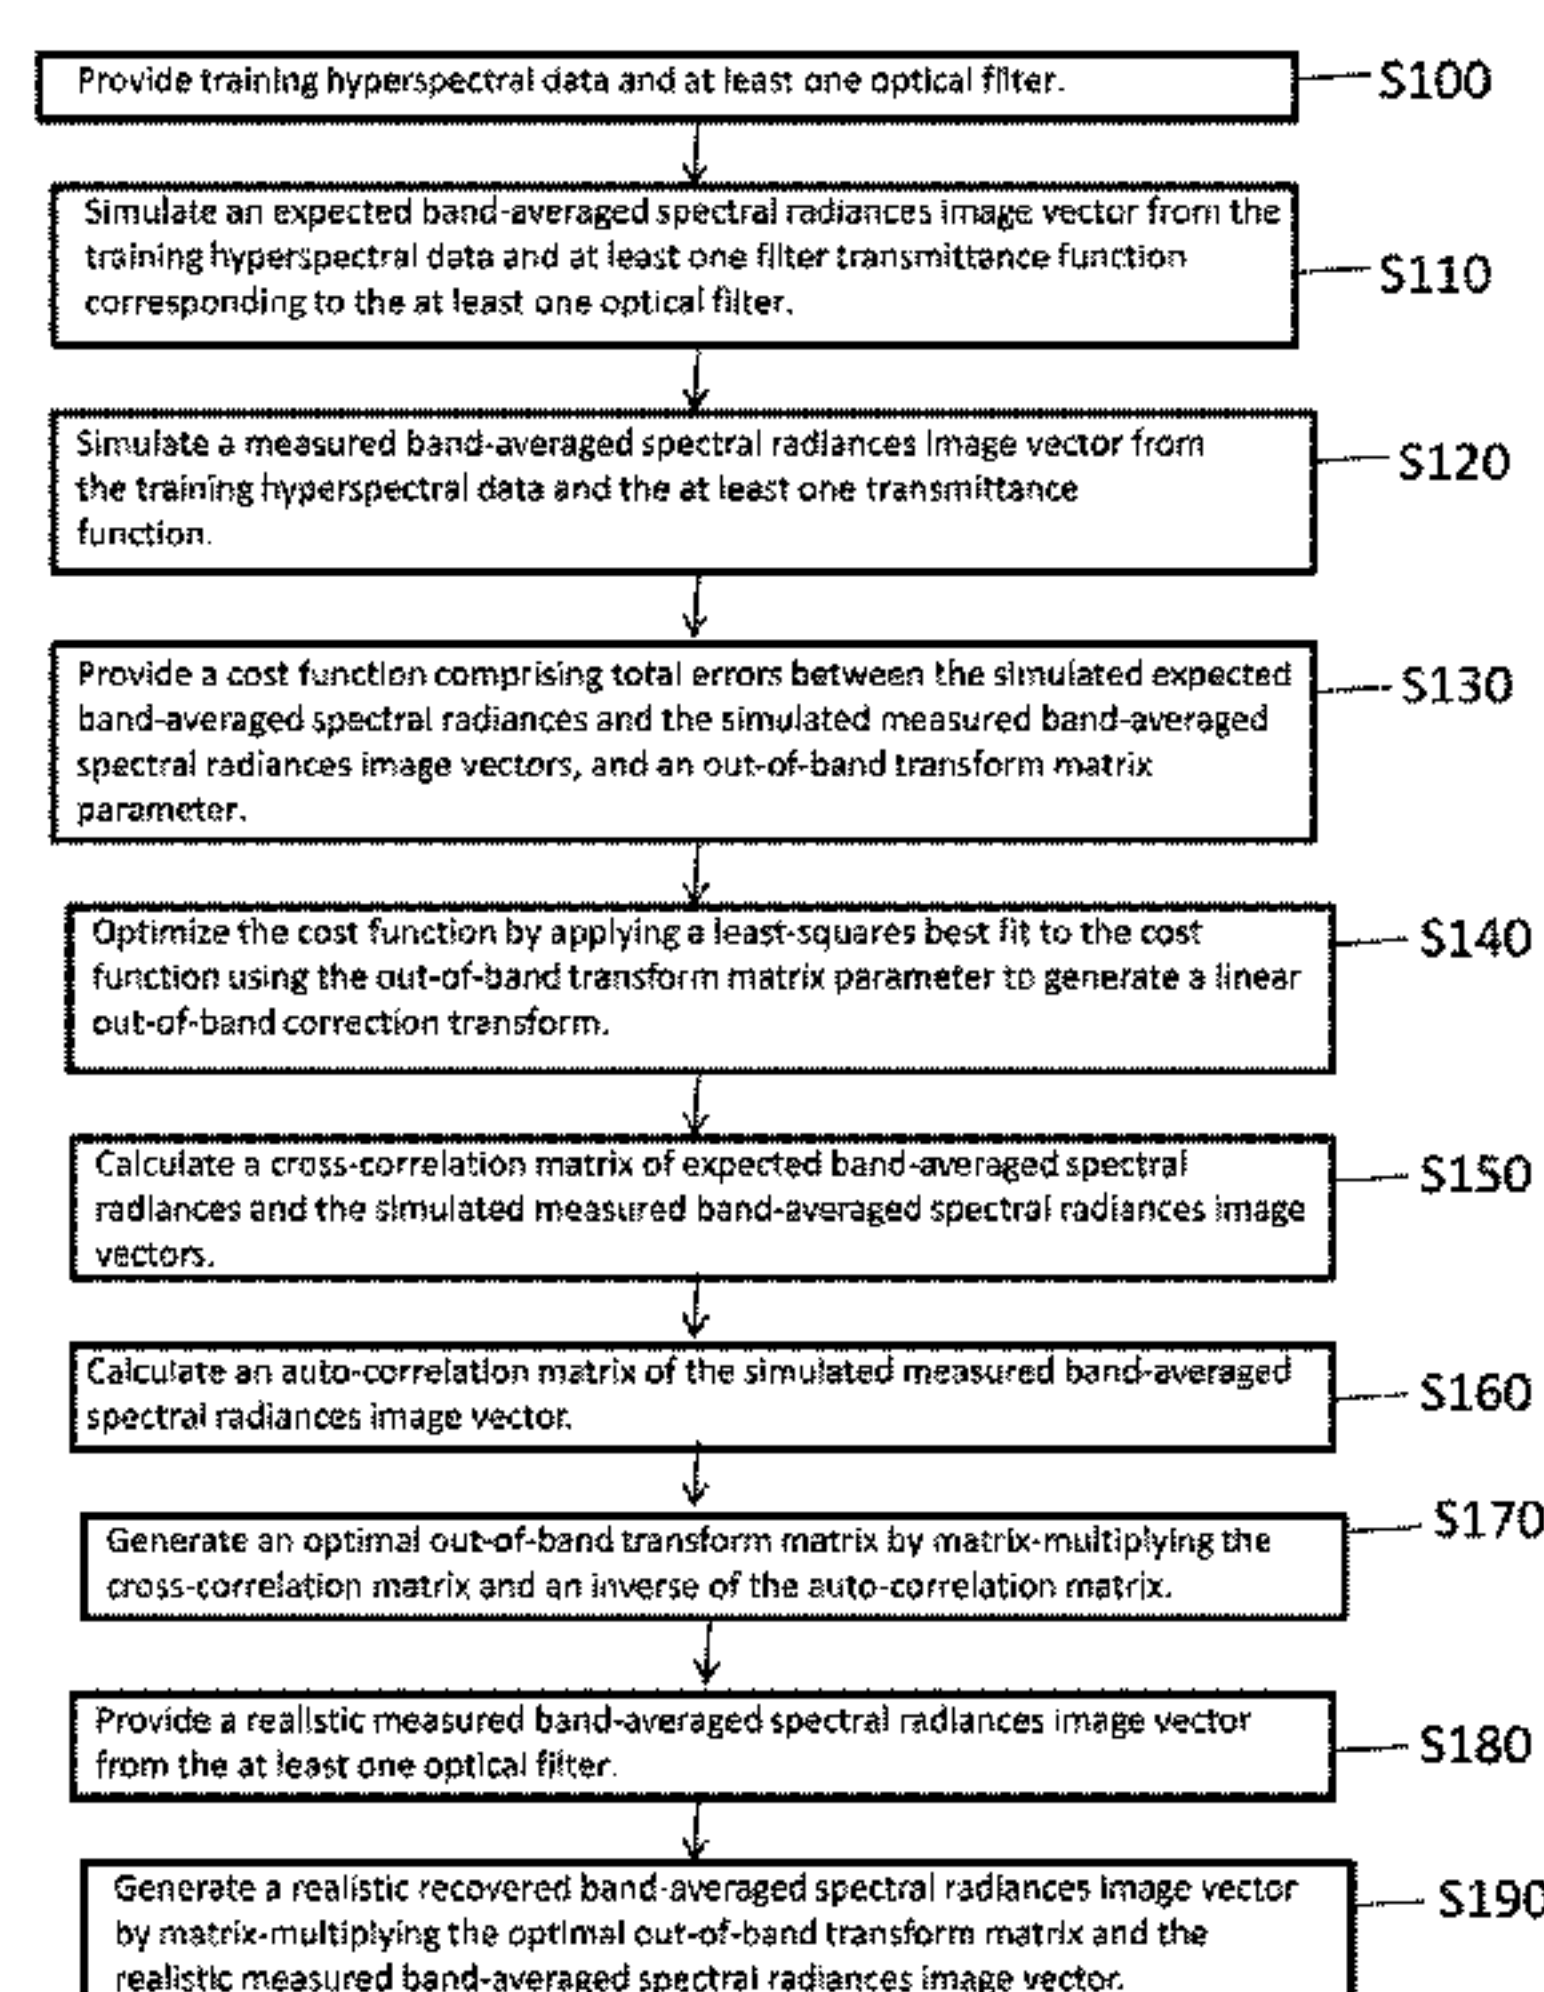 Provide training hyperspectral data and at least one optical filter.
S100
Simulate an expected band-averaged spectral radiances image vector from the
training hyperspectral data and at least one filter transmittance function
corresponding to the at least one optical filter.
S110
Simulate a measured band-averaged spectral radiances image vector from
the training hyperspectral data and the at least one transmittance
function.
S120
Provide a cost function comprising total errors between the simulated expected
band-averaged spectral radiances and the simulated measured band-averaged
spectral radiances image vectors, and an out-of-band transform matrix
parameter.
S130
Optimize the cost function by applying a least-squares best fit to the cost
function using the out-of-band transform matrix parameter to generate a linear
out-of-band correction transform.
S140
Calculate a cross-correlation matrix of expected band-averaged spectral
radiances and the simulated measured band-averaged spectral radiances image
vectors.
S150
Calculate an auto-correlation matrix of the simulated measured band-averaged
spectral radiances image vector.
S160
Generate an optimal out-of-band transform matrix by matrix-multiplying the
cross-correlation matrix and an inverse of the auto-correlation matrix.
S170
Provide a realistic measured band-averaged spectral radiances image vector
from the at least one optical filter.
S180
Generate a realistic recovered band-averaged spectral radiances image vector
by matrix-multiplying the optimal out-of-band transform matrix and the
realistic measured band-averaged spectral radiances image vector.
S190